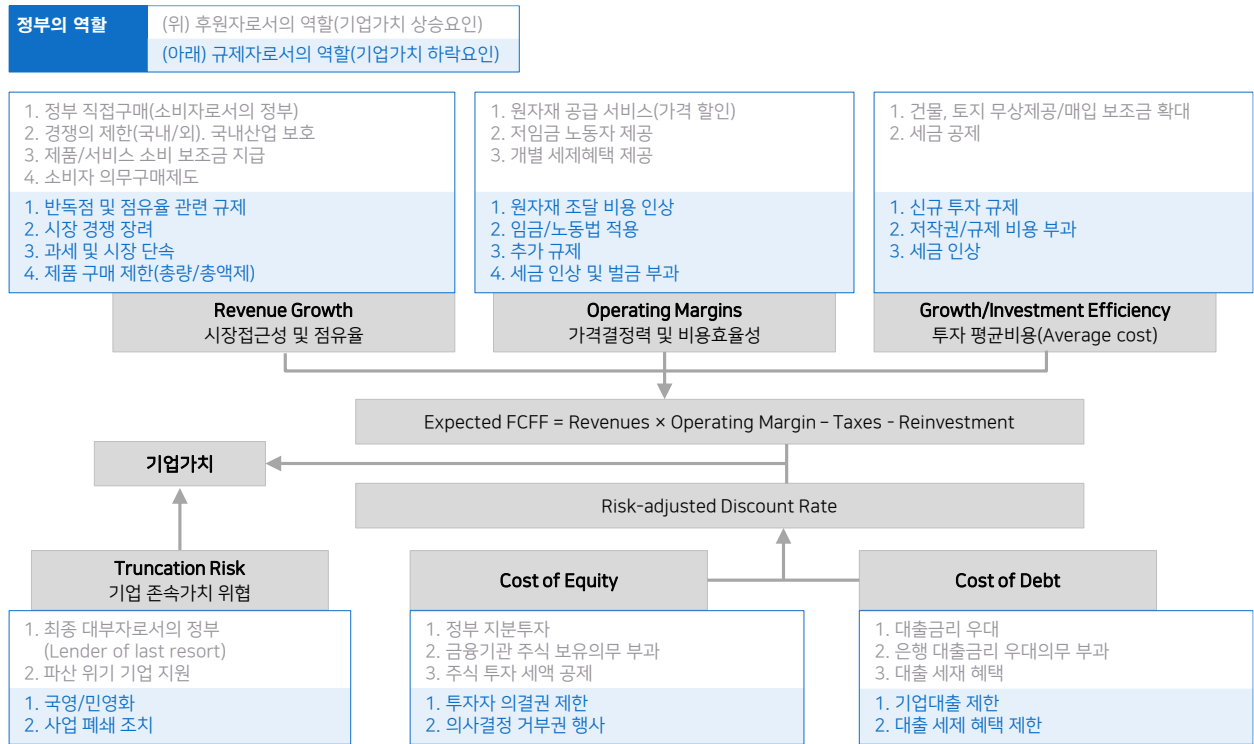 정부의 역할
(위) 후원자로서의 역할(기업가치 상승요인)
(아래) 규제자로서의 역할(기업가치 하락요인)
1. 정부 직접구매(소비자로서의 정부)
2. 경쟁의 제한(국내/외). 국내산업 보호
3. 제품/서비스 소비 보조금 지급
4. 소비자 의무구매제도
1. 반독점 및 점유율 관련 규제
2. 시장 경쟁 장려
3. 과세 및 시장 단속
4. 제품 구매 제한(총량/총액제)
Revenue Growth
시장접근성 및 점유율
1. 원자재 공급 서비스(가격 할인)
2. 저임금 노동자 제공
3. 개별 세제혜택 제공
1. 원자재 조달 비용 인상
2. 임금/노동법 적용
3. 추가 규제
4. 세금 인상 및 벌금 부과
Operating Margins
가격결정력 및 비용효율성
1. 건물, 토지 무상제공/매입 보조금 확대
2. 세금 공제
1. 신규 투자 규제
2. 저작권/규제 비용 부과
3. 세금 인상
Growth/Investment Efficiency
투자 평균비용(Average cost)
Expected FCFF = Revenues × Operating Margin – Taxes - Reinvestment
기업가치
Risk-adjusted Discount Rate
Truncation Risk
기업 존속가치 위협
1. 최종 대부자로서의 정부
(Lender of last resort)
2. 파산 위기 기업 지원
1. 국영/민영화
2. 사업 폐쇄 조치
Cost of Equity
1. 정부 지분투자
2. 금융기관 주식 보유의무 부과
3. 주식 투자 세액 공제
1. 투자자 의결권 제한
2. 의사결정 거부권 행사
Cost of Debt
1. 대출금리 우대
2. 은행 대출금리 우대의무 부과
3. 대출 세재 혜택
1. 기업대출 제한
2. 대출 세제 혜택 제한